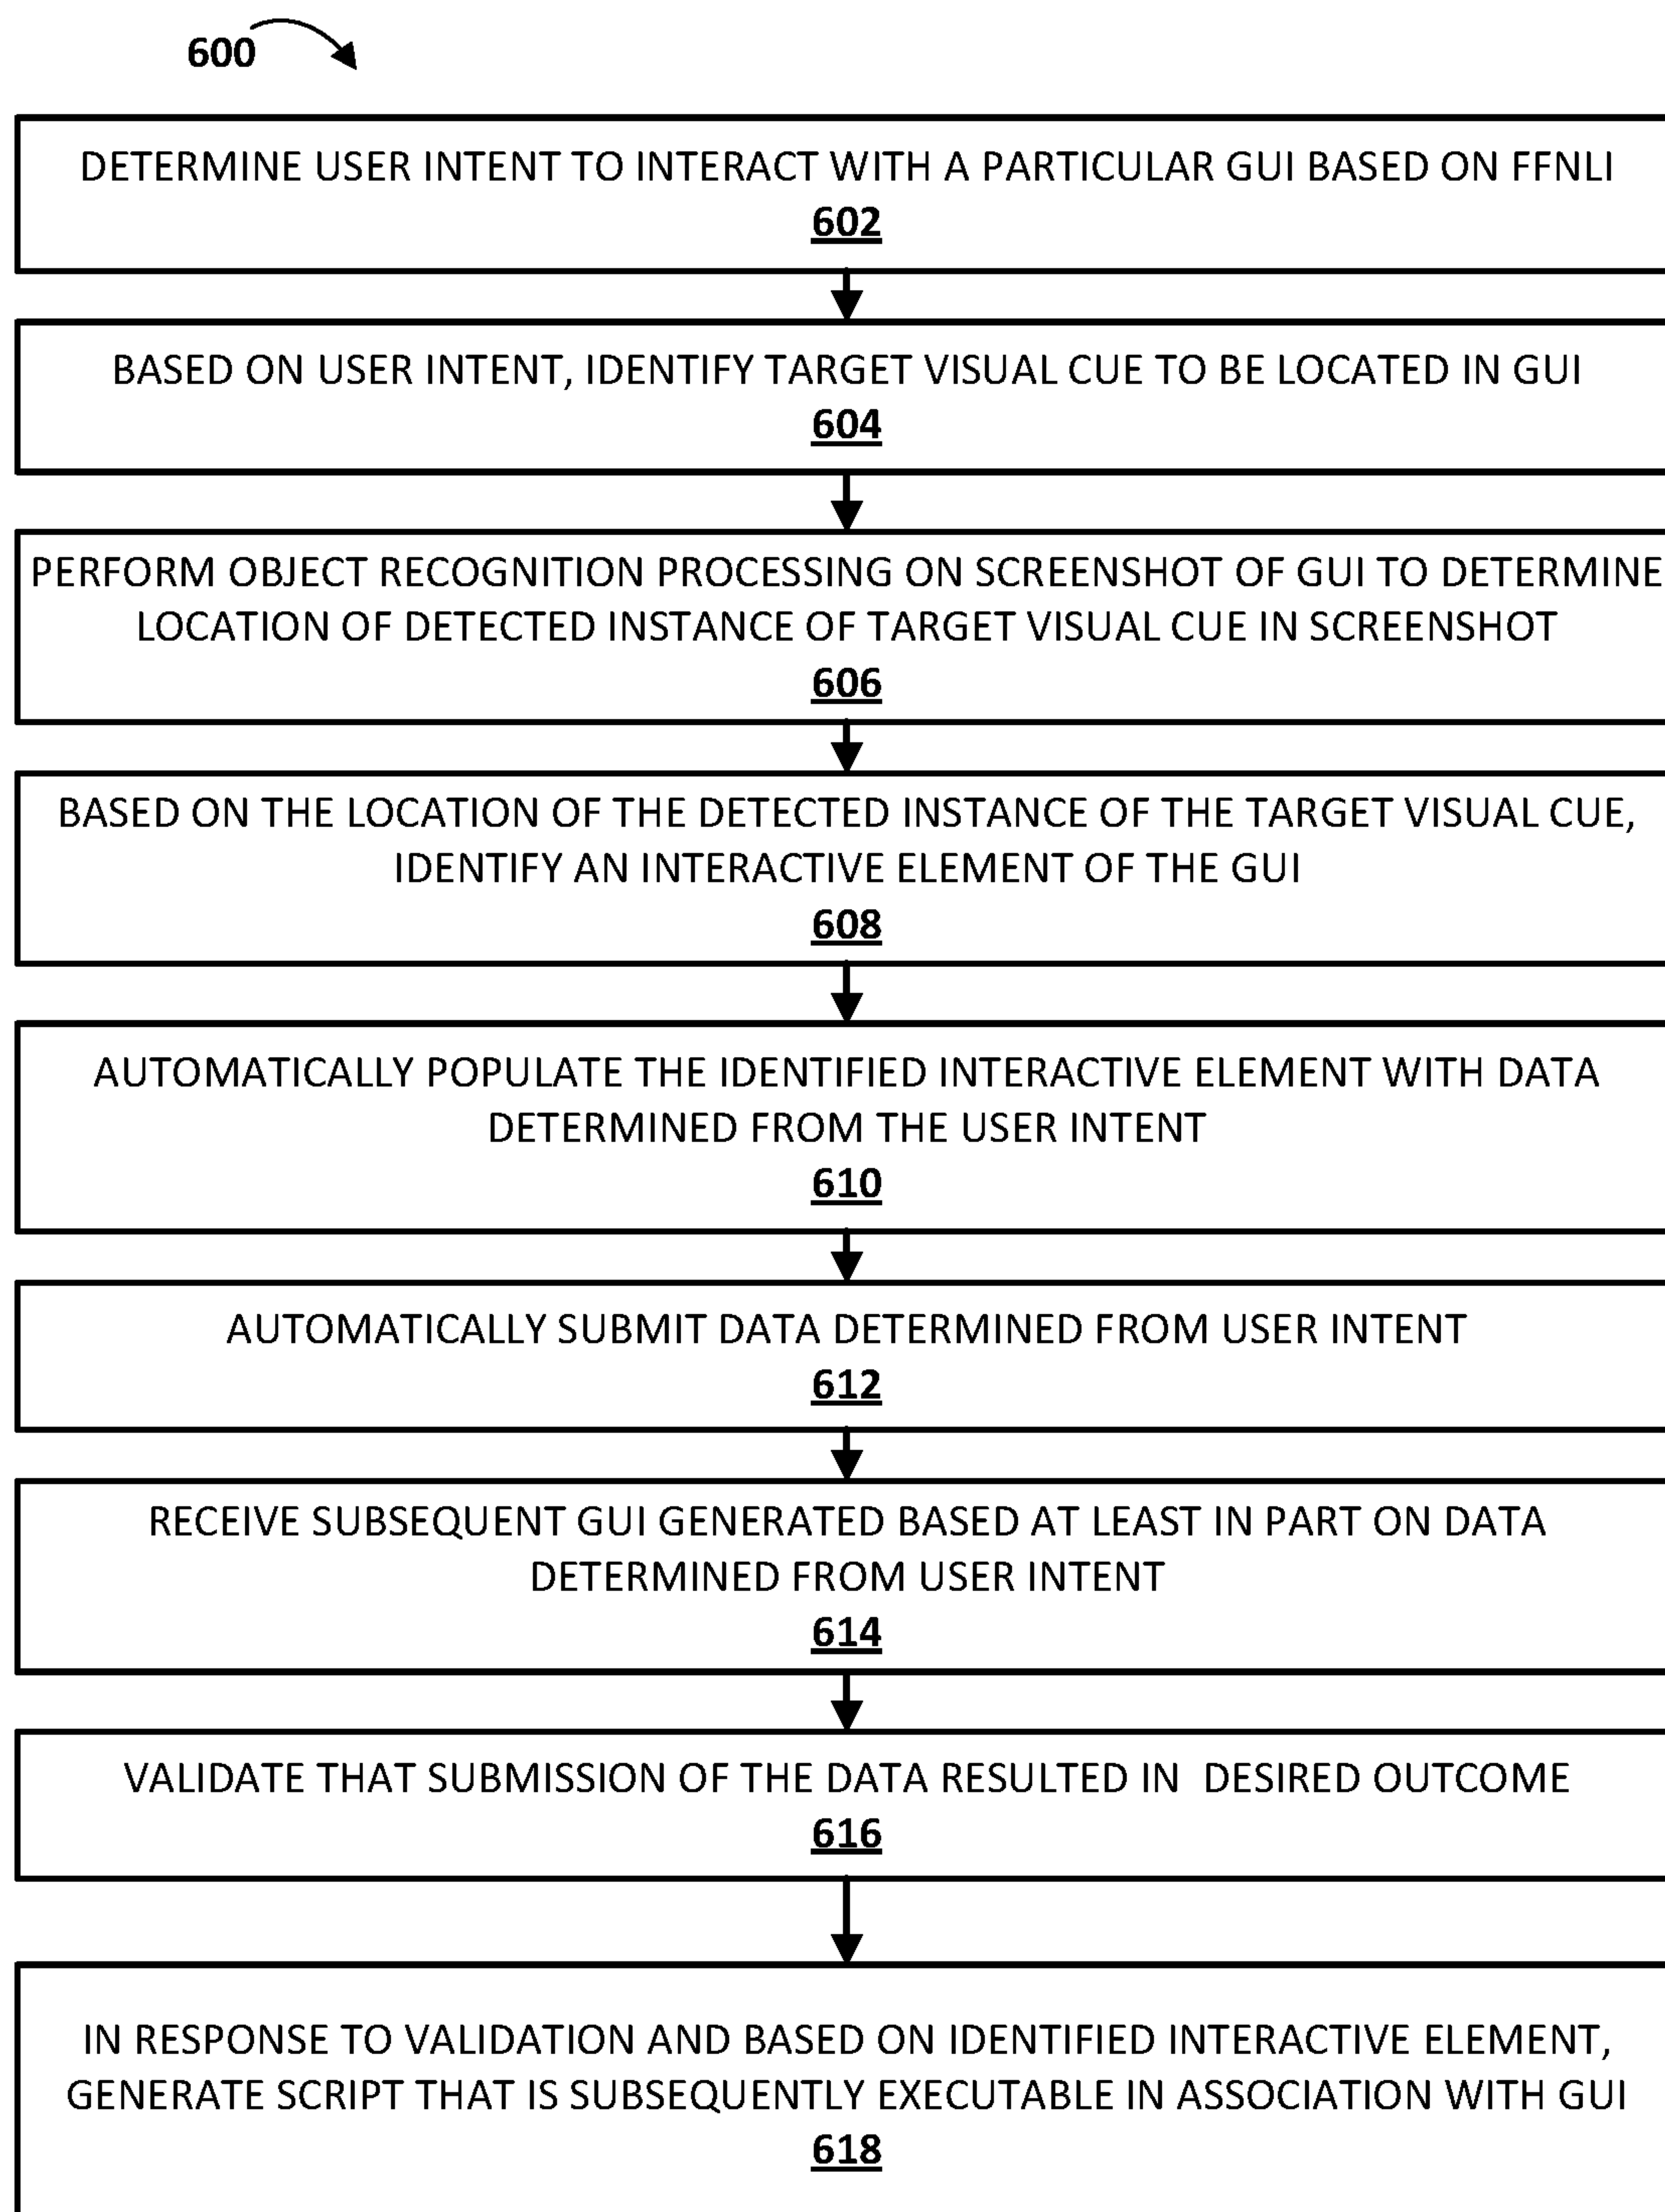 600
DETERMINE USER INTENT TO INTERACT WITH A PARTICULAR GUI BASED ON FFNLI
602
BASED ON USER INTENT, IDENTIFY TARGET VISUAL CUE TO BE LOCATED IN GUI
604
PERFORM OBJECT RECOGNITION PROCESSING ON SCREENSHOT OF GUI TO DETERMINE
LOCATION OF DETECTED INSTANCE OF TARGET VISUAL CUE IN SCREENSHOT
606
BASED ON THE LOCATION OF THE DETECTED INSTANCE OF THE TARGET VISUAL CUE,
IDENTIFY AN INTERACTIVE ELEMENT OF THE GUI
608
AUTOMATICALLY POPULATE THE IDENTIFIED INTERACTIVE ELEMENT WITH DATA
DETERMINED FROM THE USER INTENT
610
AUTOMATICALLY SUBMIT DATA DETERMINED FROM USER INTENT
612
RECEIVE SUBSEQUENT GUI GENERATED BASED AT LEAST IN PART ON DATA
DETERMINED FROM USER INTENT
614
VALIDATE THAT SUBMISSION OF THE DATA RESULTED IN DESIRED OUTCOME
616
IN RESPONSE TO VALIDATION AND BASED ON IDENTIFIED INTERACTIVE ELEMENT,
GENERATE SCRIPT THAT IS SUBSEQUENTLY EXECUTABLE IN ASSOCIATION WITH GUI
618